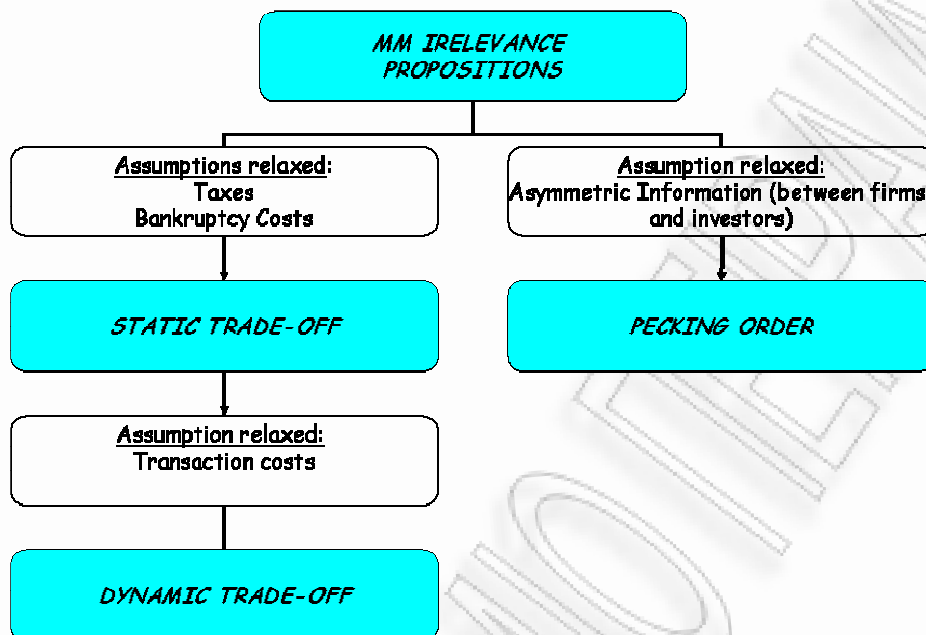 MM IRELEVANCE
PROPOSITIONS
Assumptions relaxed:
Taxes
Bankruptcy Costs
Assumption relaxed:
Asymmetric Information (between firms
and investors)
STATIC TRADE-OFF
PECKING ORDER
Assumption relaxed:
Transaction costs
DYNAMIC TRADE-OFF